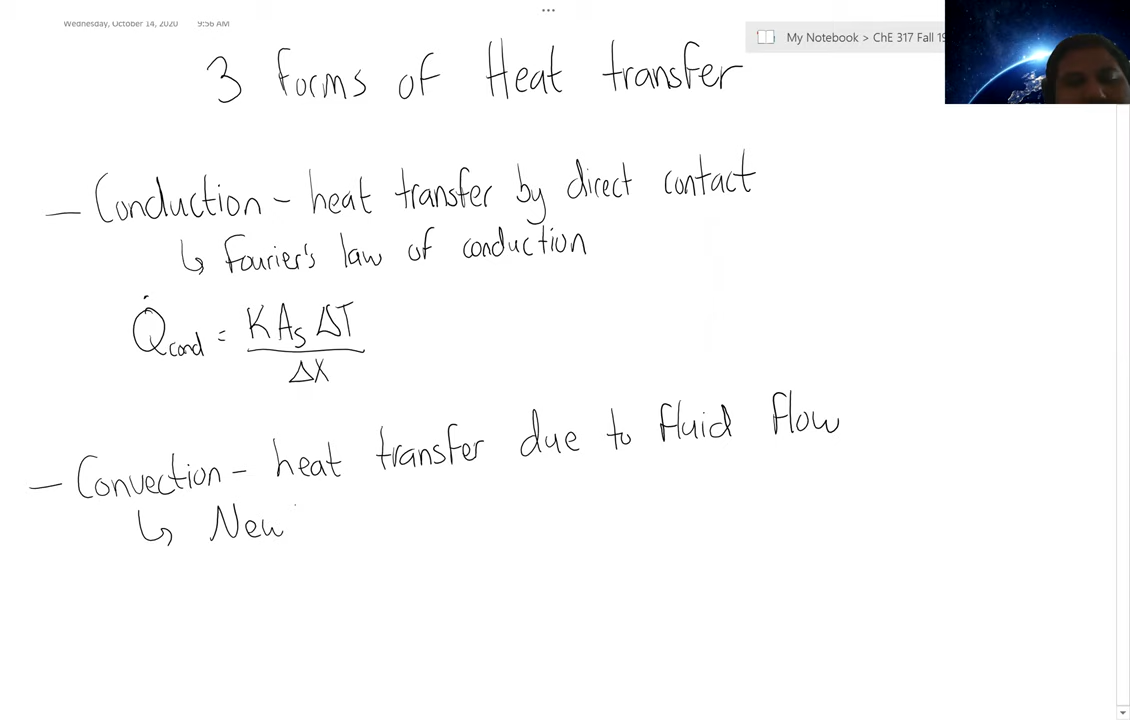 Wednesday, October 14, 2020 9:56 AM
My Notebook > ChE 317 Fall 19
3 forms of Heat transfer
— Conduction - heat transfer by direct contact
↳ Fourier's law of conduction
Q̇cond = KAs ΔT / ΔX
— Convection - heat transfer due to fluid flow
↳ New